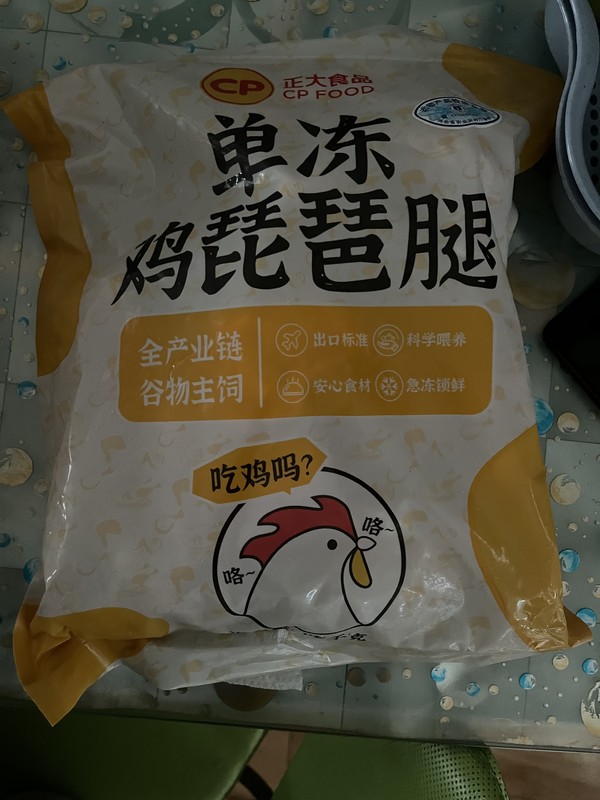 CP
正大食品
CP FOOD
单冻
鸡琵琶腿
全产业链
谷物主饲
出口标准
科学喂养
安心食材
急冻锁鲜
吃鸡吗?
咯~
咯~